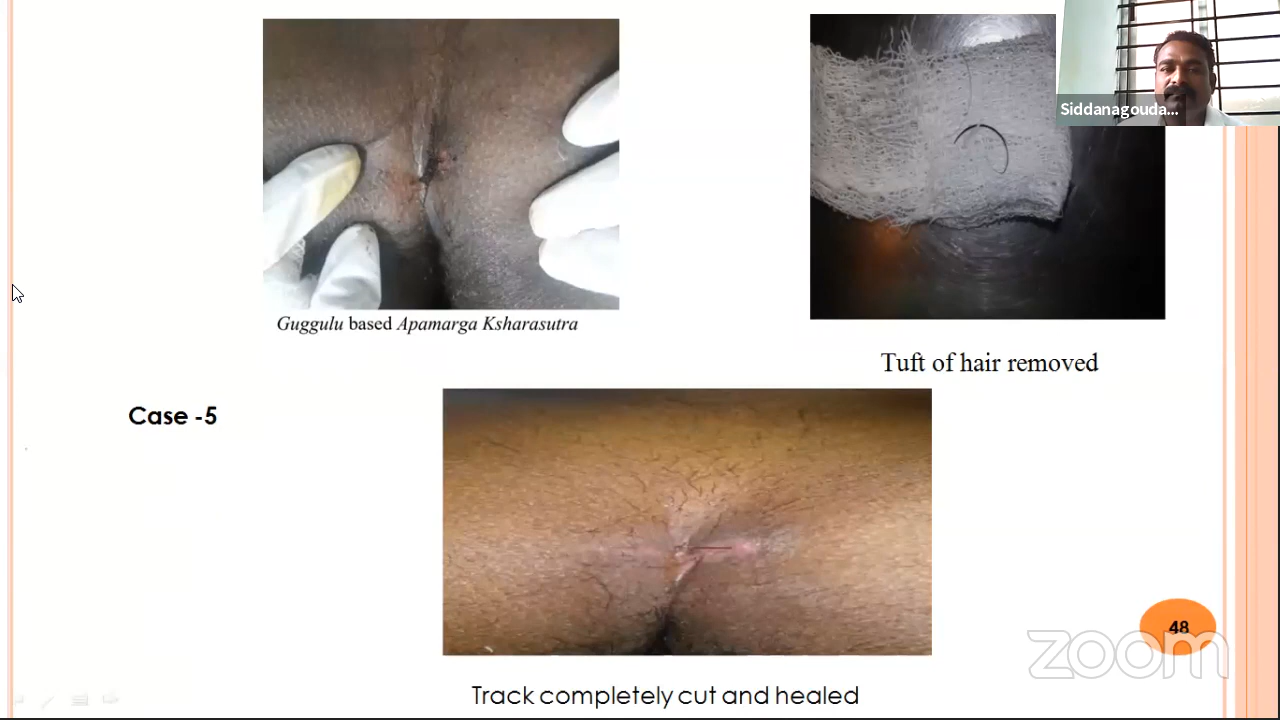 Siddanagouda...
Guggulu based Apamarga Ksharasutra
Tuft of hair removed
Case -5
48
zoom
Track completely cut and healed